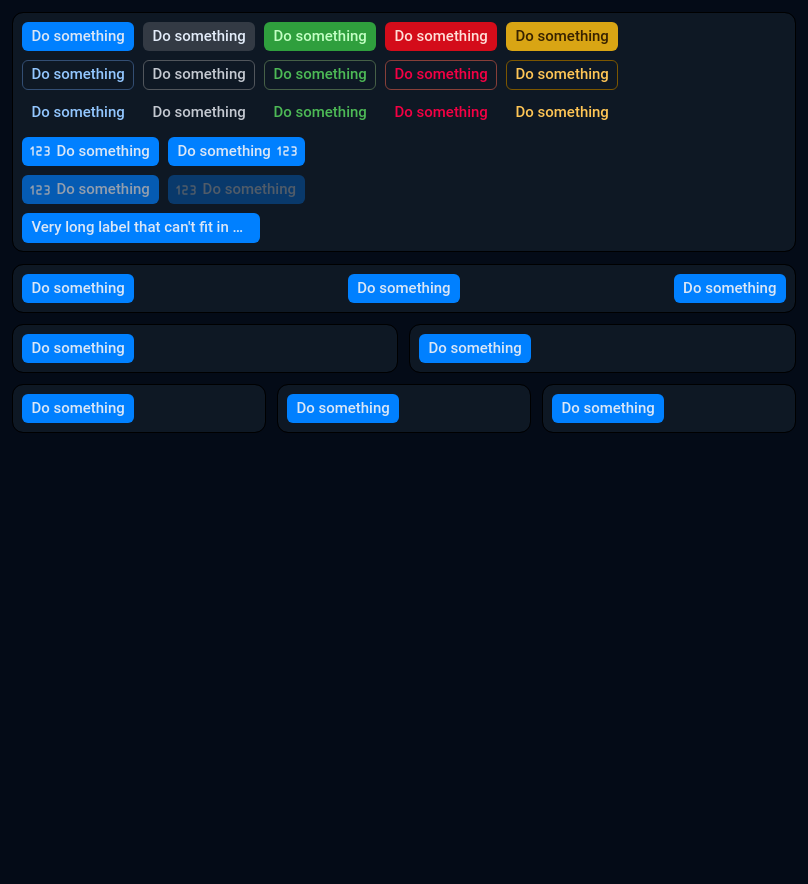 Do something Do something Do something Do something Do something
Do something Do something Do something Do something Do something
Do something Do something Do something Do something Do something
123 Do something Do something 123
123 Do something 123 Do something
Very long label that can't fit in …
Do something Do something Do something
Do something Do something
Do something Do something Do something